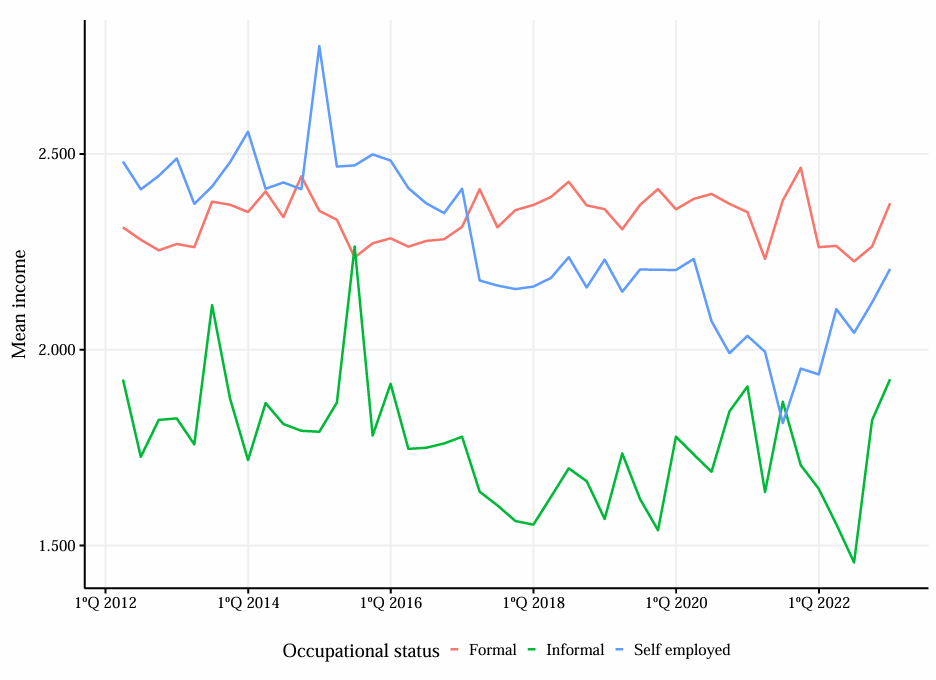 Mean income
2.500
2.000
1.500
1ºQ 2012 1ºQ 2014 1ºQ 2016 1ºQ 2018 1ºQ 2020 1ºQ 2022
Occupational status Formal Informal Self employed